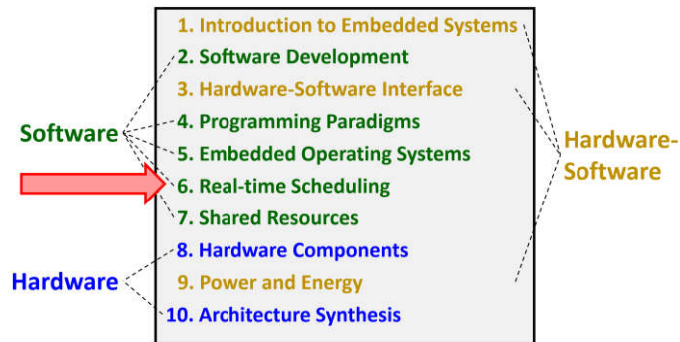 1. Introduction to Embedded Systems
2. Software Development
3. Hardware-Software Interface
4. Programming Paradigms
5. Embedded Operating Systems
6. Real-time Scheduling
7. Shared Resources
8. Hardware Components
9. Power and Energy
10. Architecture Synthesis
Software
Hardware
Hardware-
Software